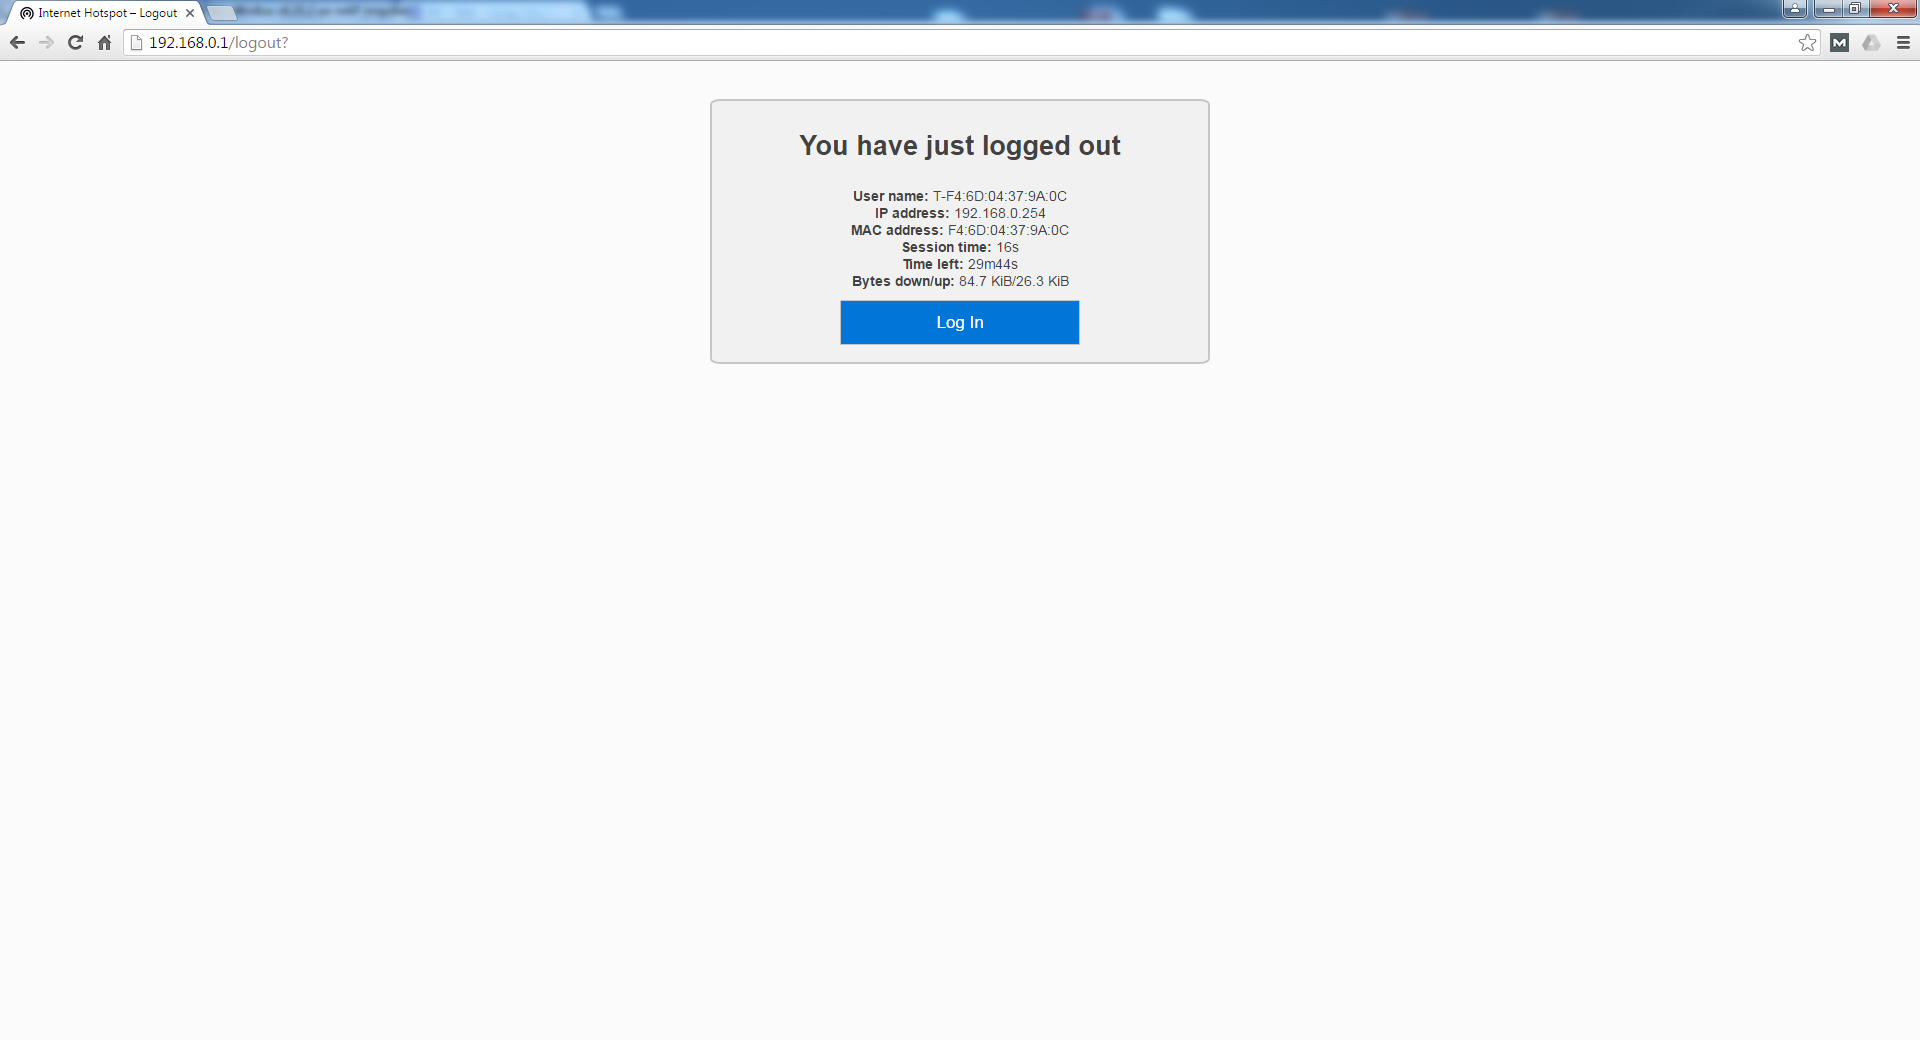 Internet Hotspot – Logout
192.168.0.1/logout?
You have just logged out
User name: T-F4:6D:04:37:9A:0C
IP address: 192.168.0.254
MAC address: F4:6D:04:37:9A:0C
Session time: 16s
Time left: 29m44s
Bytes down/up: 84.7 KiB/26.3 KiB
Log In